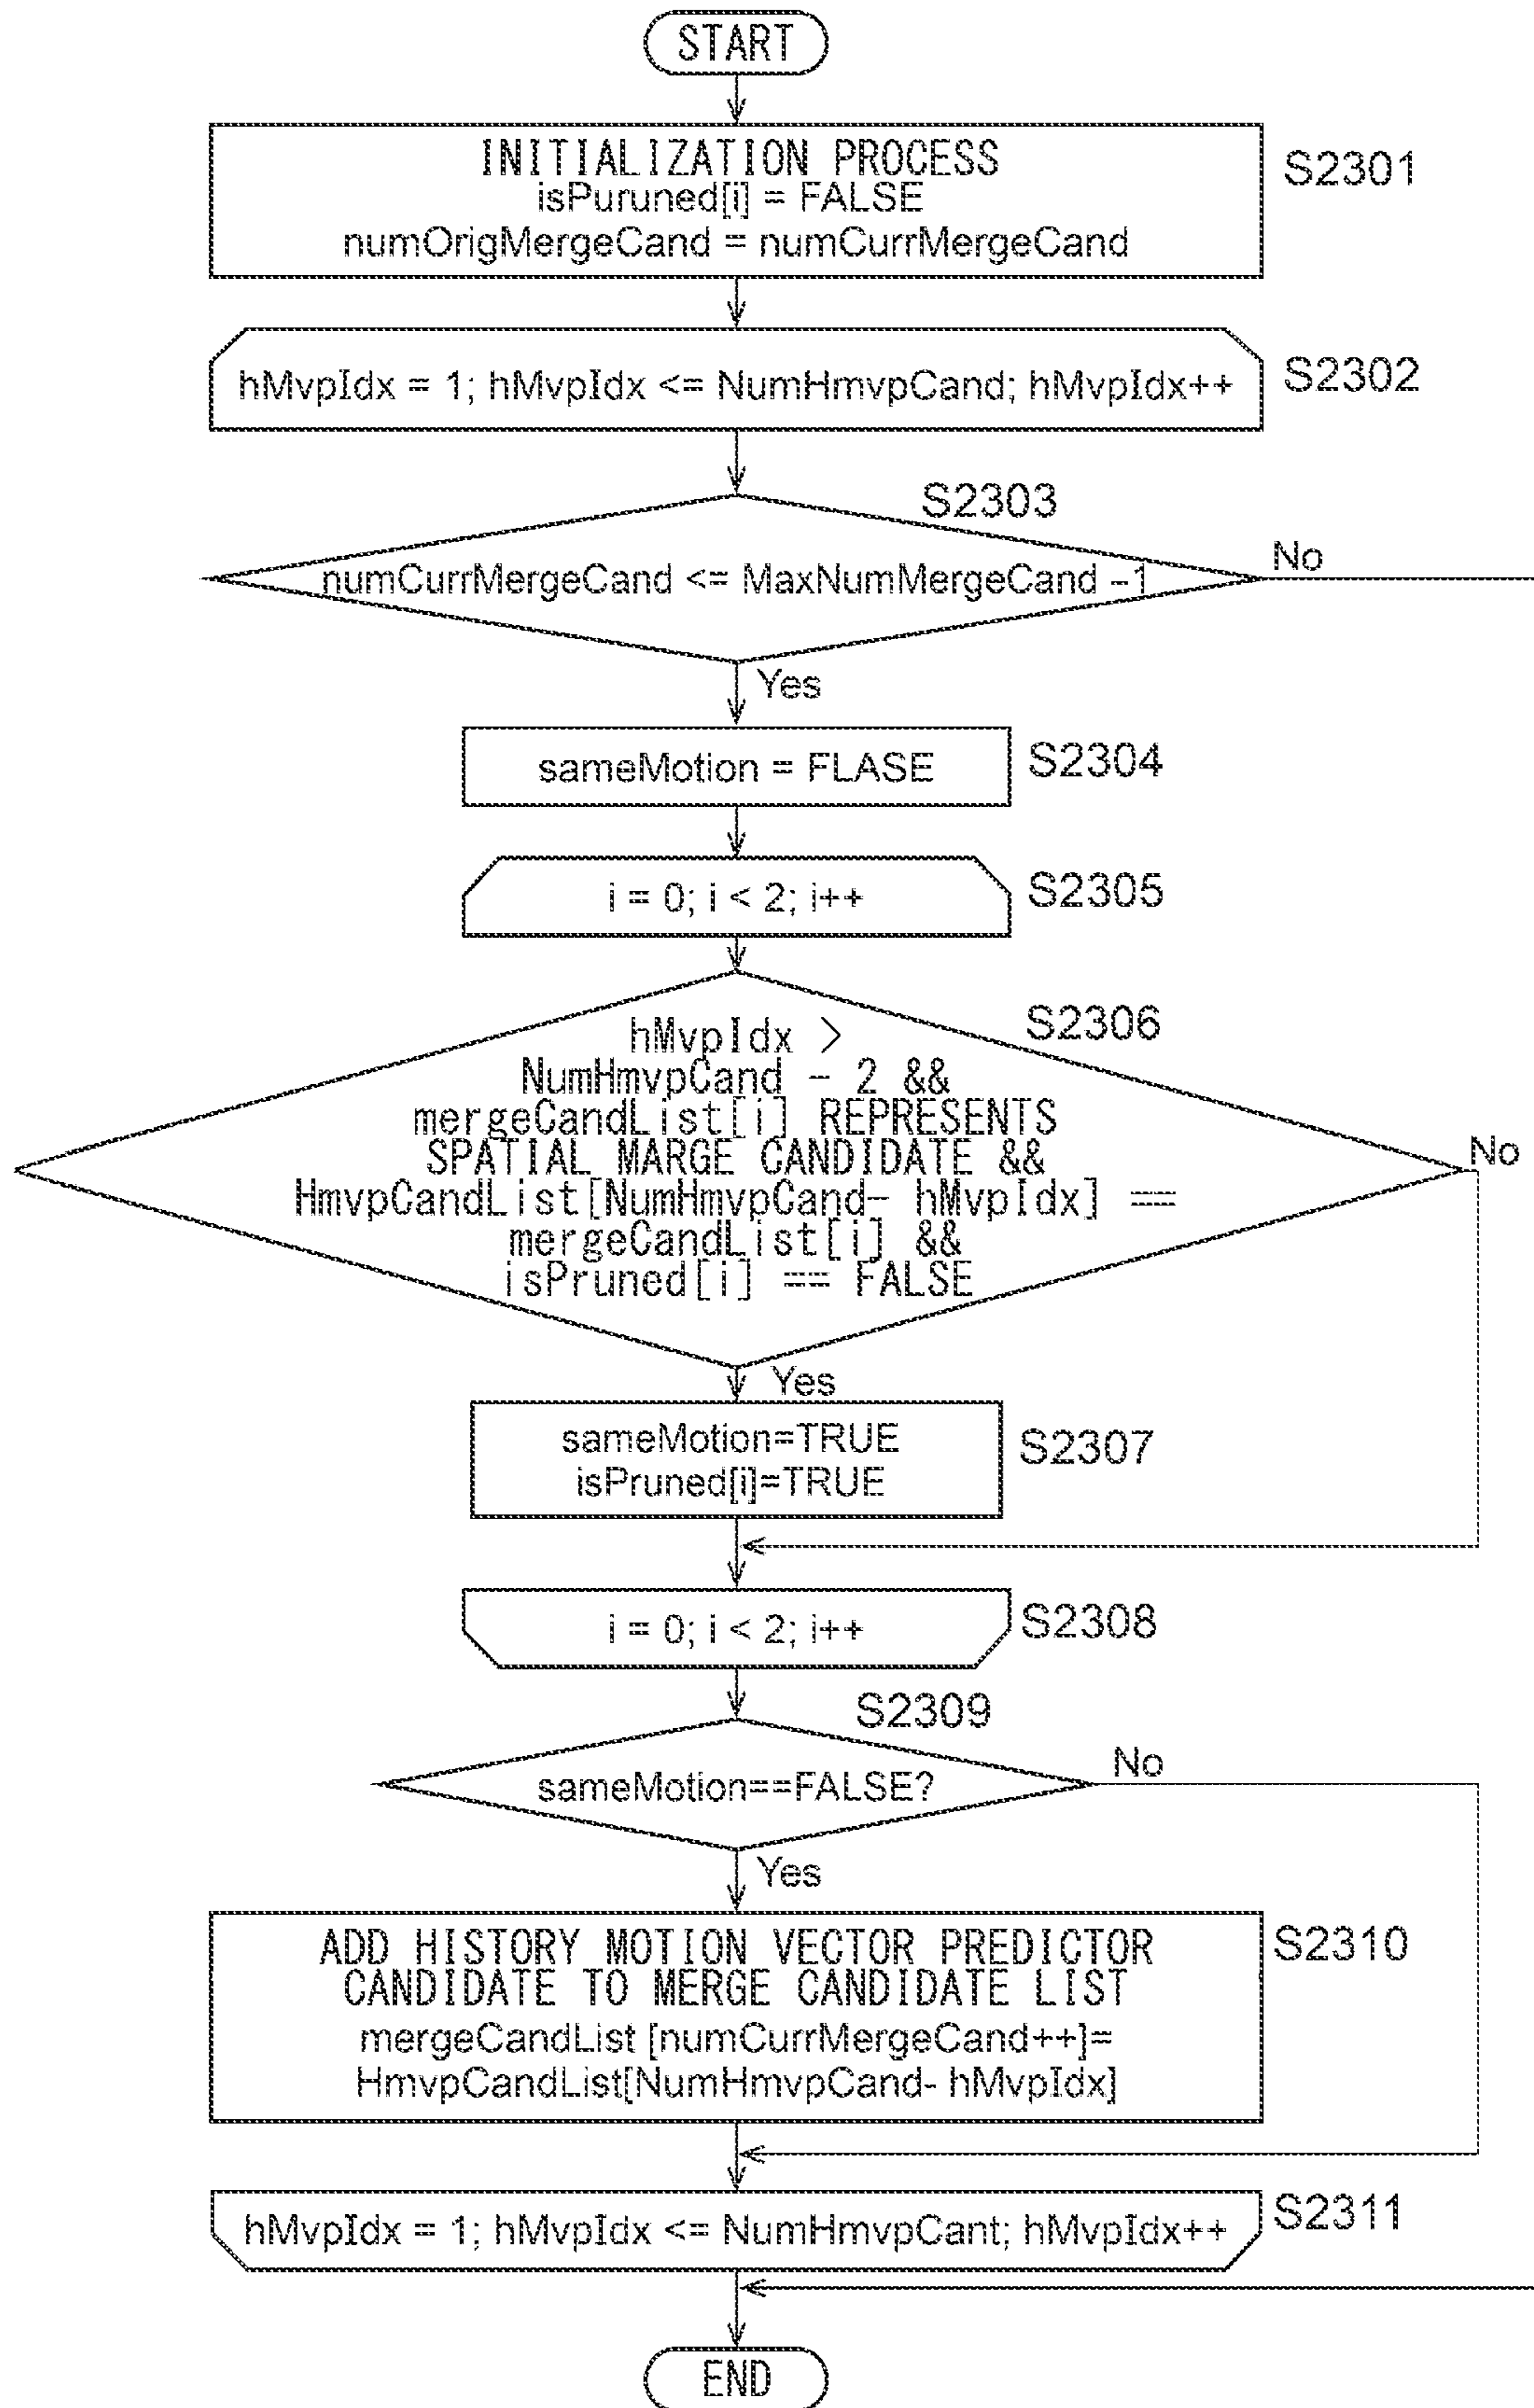 START
INITIALIZATION PROCESS
isPuruned[i] = FALSE
numOrigMergeCand = numCurrMergeCand
S2301
hMvpIdx = 1; hMvpIdx <= NumHmvpCand; hMvpIdx++
S2302
S2303
numCurrMergeCand <= MaxNumMergeCand -1
No
Yes
sameMotion = FLASE
S2304
i = 0; i < 2; i++
S2305
S2306
hMvpIdx >
NumHmvpCand - 2 &&
mergeCandList[i] REPRESENTS
SPATIAL MARGE CANDIDATE &&
HmvpCandList[NumHmvpCand- hMvpIdx] ==
mergeCandList[i] &&
isPruned[i] == FALSE
No
Yes
sameMotion=TRUE
isPruned[i]=TRUE
S2307
i = 0; i < 2; i++
S2308
S2309
sameMotion==FALSE?
No
Yes
ADD HISTORY MOTION VECTOR PREDICTOR
CANDIDATE TO MERGE CANDIDATE LIST
mergeCandList [numCurrMergeCand++]=
HmvpCandList[NumHmvpCand- hMvpIdx]
S2310
hMvpIdx = 1; hMvpIdx <= NumHmvpCant; hMvpIdx++
S2311
END